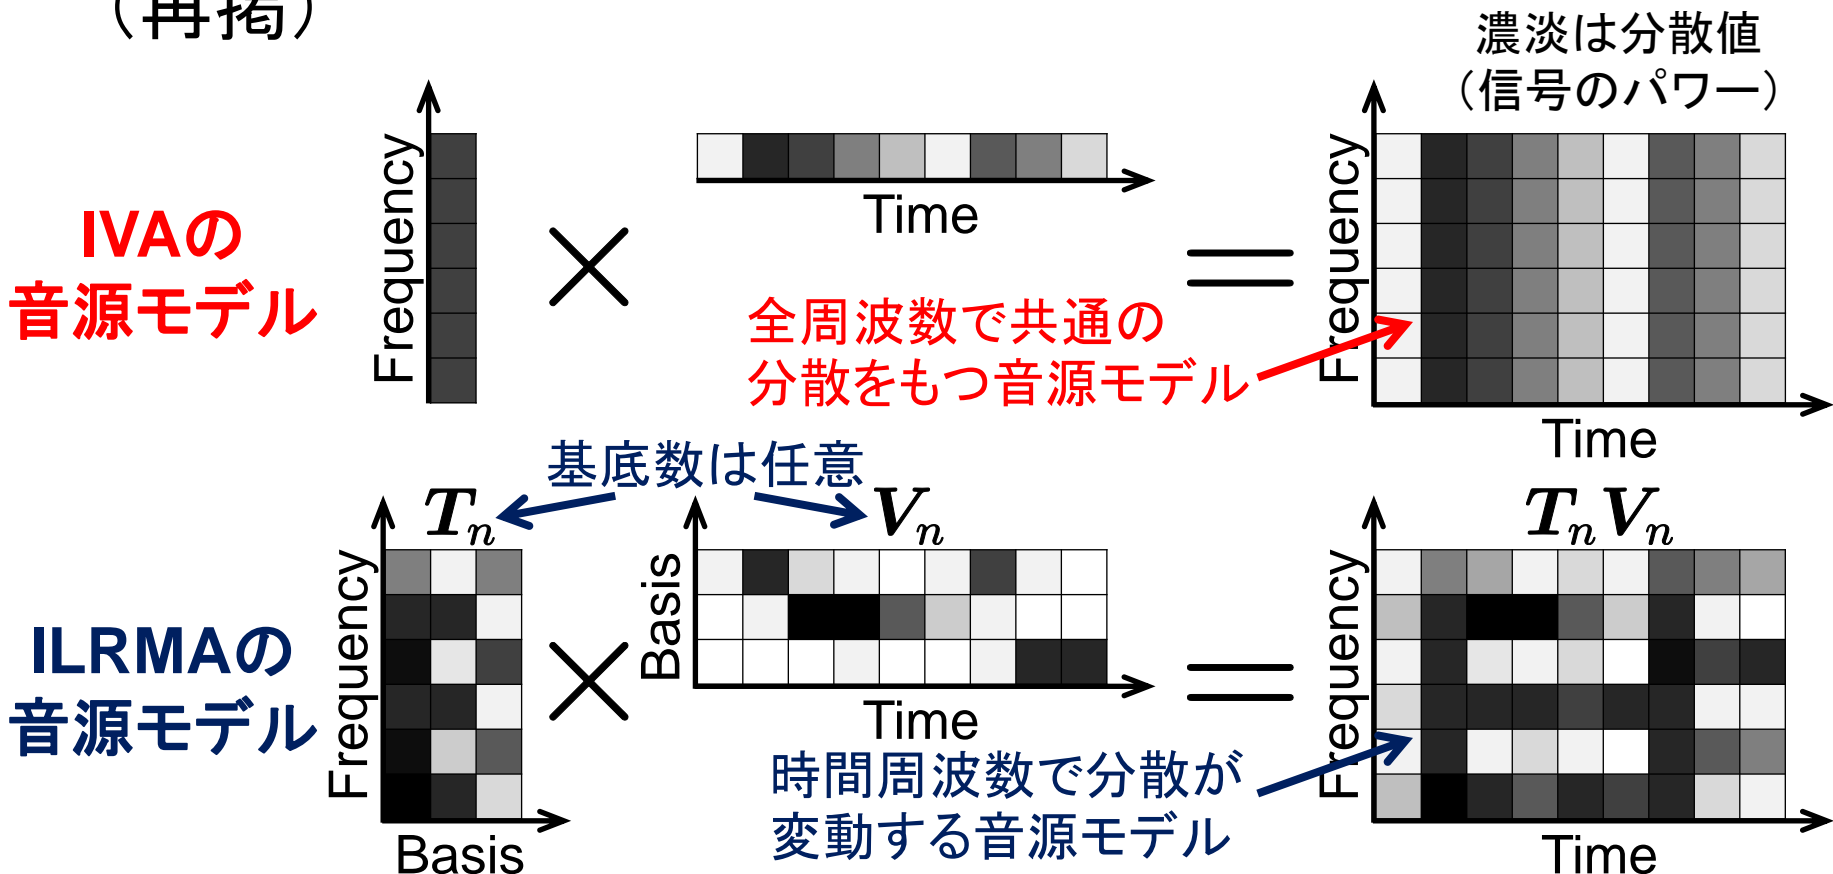 （再掲）
濃淡は分散値
（信号のパワー）
Frequency
Time
Frequency
Time
IVAの
音源モデル
全周波数で共通の
分散をもつ音源モデル
基底数は任意
T_n
V_n
T_n V_n
Frequency
Basis
Basis
Time
Frequency
Time
ILRMAの
音源モデル
時間周波数で分散が
変動する音源モデル